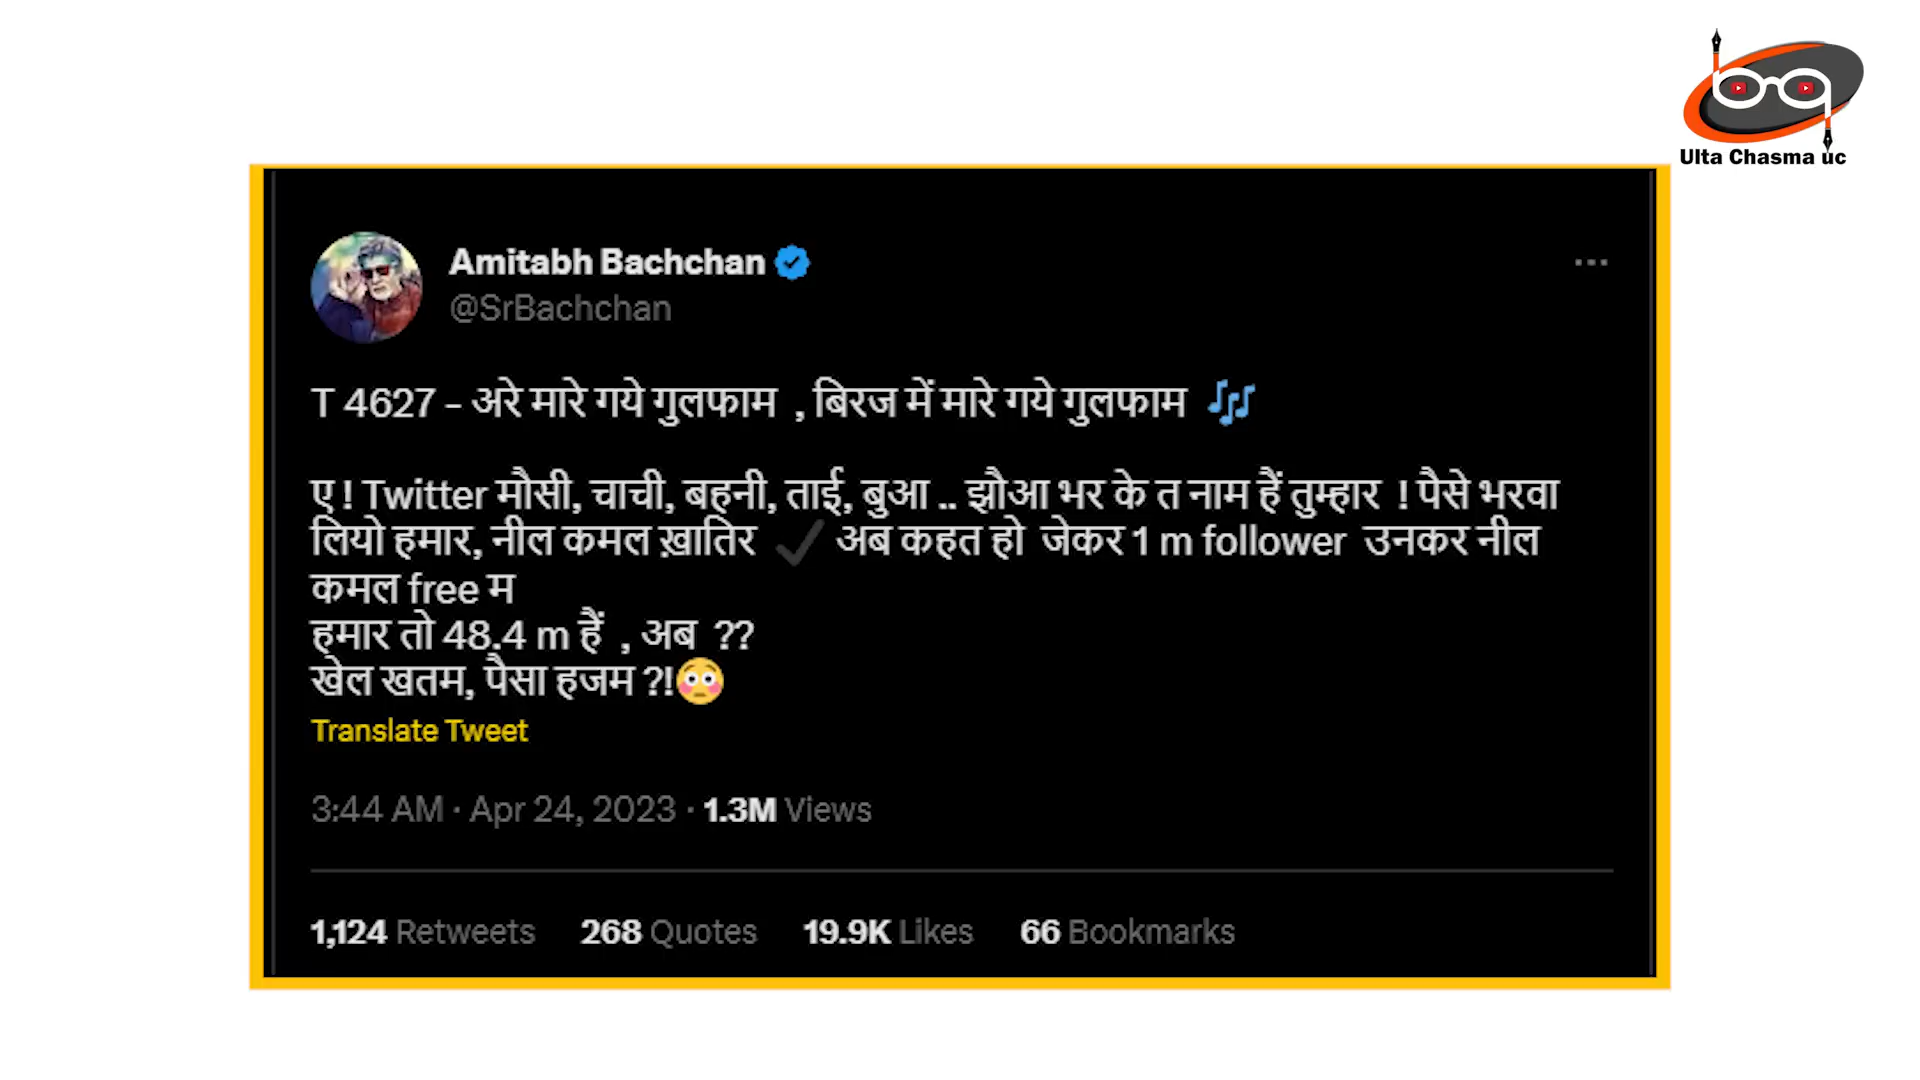 Ulta Chasma uc
Amitabh Bachchan
@SrBachchan
T 4627 - अरे मारे गये गुलफाम , बिरज में मारे गये गुलफाम 🎶
ए ! Twitter मौसी, चाची, बहनी, ताई, बुआ .. झौआ भर के त नाम हैं तुम्हार ! पैसे भरवा
लियो हमार, नील कमल ख़ातिर ✔️ अब कहत हो जेकर 1 m follower उनकर नील
कमल free म
हमार तो 48.4 m हैं , अब ??
खेल खतम, पैसा हजम ?!😳
Translate Tweet
3:44 AM · Apr 24, 2023 · 1.3M Views
1,124 Retweets 268 Quotes 19.9K Likes 66 Bookmarks